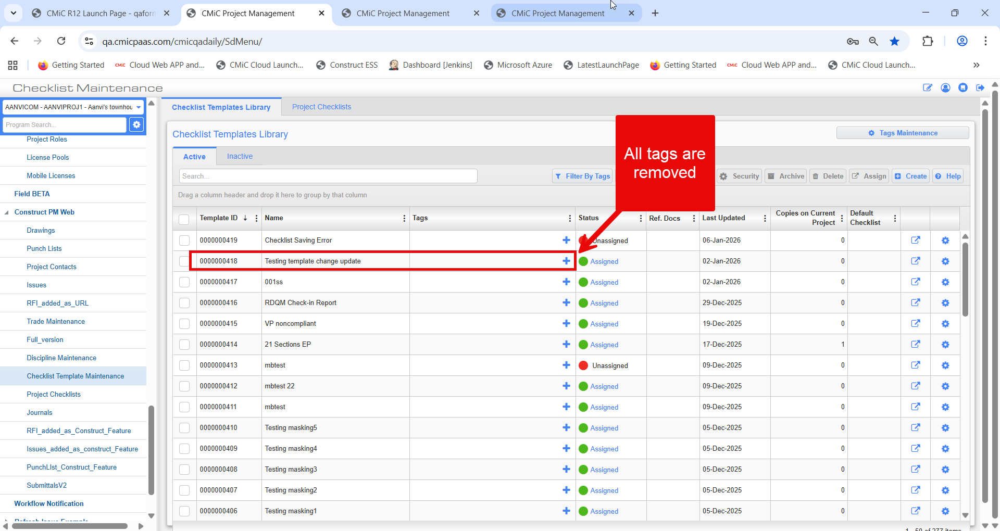 CMiC R12 Launch Page - qaforn
CMiC Project Management
CMiC Project Management
CMiC Project Management
qa.cmicpaas.com/cmicqadaily/SdMenu/
Getting Started
CMiC Cloud Web APP and...
CMiC Cloud Launch...
Construct ESS
Dashboard [Jenkins]
Microsoft Azure
LatestLaunchPage
Getting Started
CMiC Cloud Web APP and...
CMiC Cloud Launch...
Checklist Maintenance
AANVICOM - AANVIPROJ1 - Aanvi's townhou
Program Search...
Project Roles
License Pools
Mobile Licenses
Field BETA
Construct PM Web
Drawings
Punch Lists
Project Contacts
Issues
RFI_added_as_URL
Trade Maintenance
Full_version
Discipline Maintenance
Checklist Template Maintenance
Project Checklists
Journals
RFI_added_as_Construct_Feature
Issues_added_as_construct_Feature
PunchLIst_Construct_Feature
SubmittalsV2
Workflow Notification
Refresh Issue Example
Checklist Templates Library
Project Checklists
Checklist Templates Library
Tags Maintenance
Active
Inactive
Search...
Filter By Tags
Security
Archive
Delete
Assign
Create
Help
All tags are
removed
Drag a column header and drop it here to group by that column
Template ID Name Tags Status Ref. Docs Last Updated Copies on Current Project Default Checklist
0000000419 Checklist Saving Error Unassigned 06-Jan-2026 0
0000000418 Testing template change update Assigned 02-Jan-2026 0
0000000417 001ss Assigned 02-Jan-2026 0
0000000416 RDQM Check-in Report Assigned 29-Dec-2025 0
0000000415 VP noncompliant Assigned 19-Dec-2025 0
0000000414 21 Sections EP Assigned 17-Dec-2025 1
0000000413 mbtest Unassigned 09-Dec-2025 0
0000000412 mbtest 22 Assigned 09-Dec-2025 0
0000000411 mbtest Assigned 09-Dec-2025 0
0000000410 Testing masking5 Assigned 05-Dec-2025 0
0000000409 Testing masking4 Assigned 05-Dec-2025 0
0000000408 Testing masking3 Assigned 05-Dec-2025 0
0000000407 Testing masking2 Assigned 05-Dec-2025 0
0000000406 Testing masking1 Assigned 05-Dec-2025 0
1 - 50 of 277 items